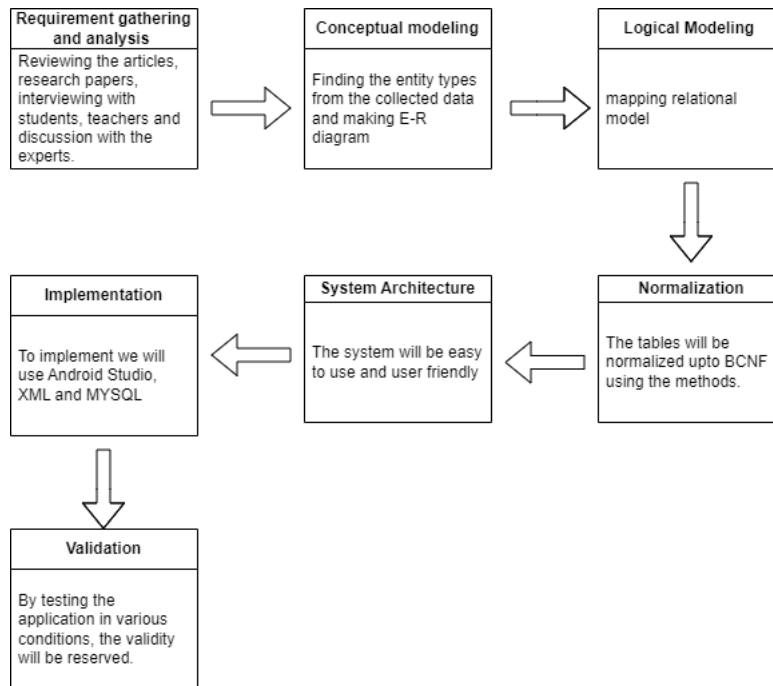 Requirement gathering
and analysis
Reviewing the articles,
research papers,
interviewing with
students, teachers and
discussion with the
experts.
Conceptual modeling
Finding the entity types
from the collected data
and making E-R
diagram
Logical Modeling
mapping relational
model
Normalization
The tables will be
normalized upto BCNF
using the methods.
System Architecture
The system will be easy
to use and user friendly
Implementation
To implement we will
use Android Studio,
XML and MYSQL
Validation
By testing the
application in various
conditions, the validity
will be reserved.